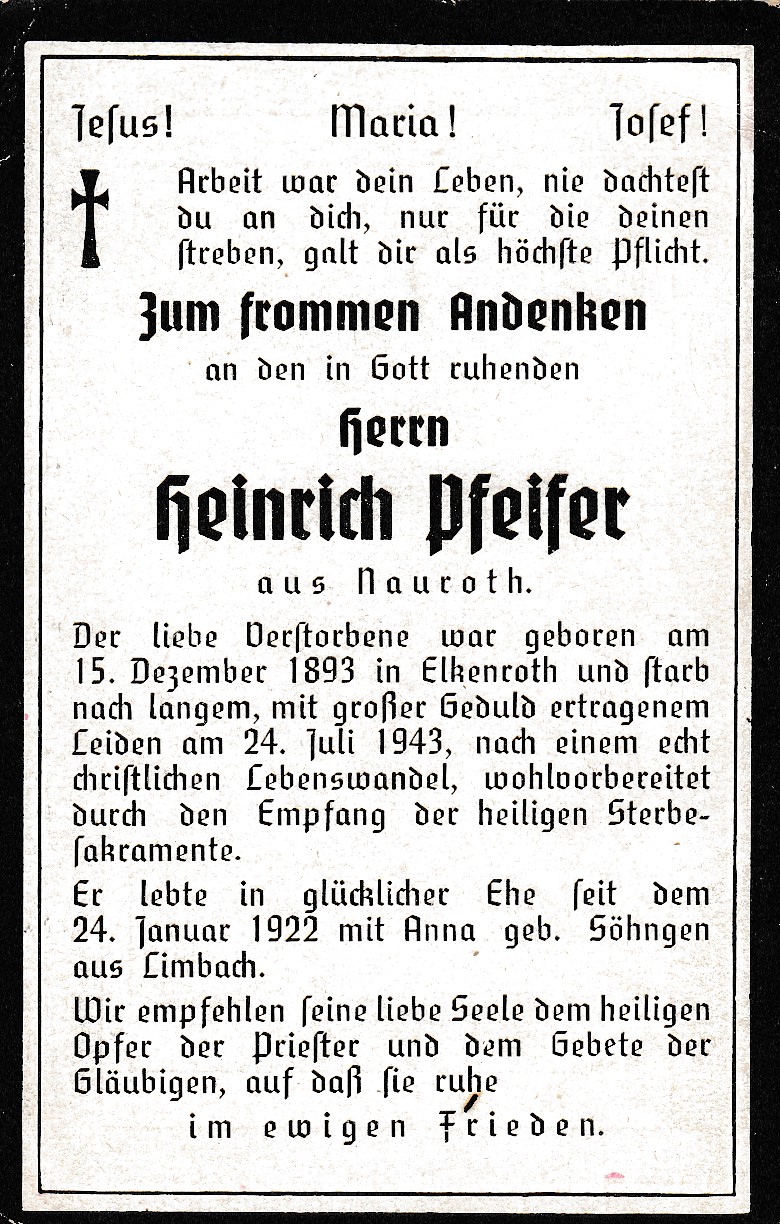 Jesus! Maria! Josef!
Arbeit war dein Leben, nie dachtest
du an dich, nur für die deinen
streben, galt dir als höchste Pflicht.
Zum frommen Andenken
an den in Gott ruhenden
Herrn
Heinrich Pfeifer
aus Nauroth.
Der liebe Verstorbene war geboren am
15. Dezember 1893 in Elkenroth und starb
nach langem, mit großer Geduld ertragenem
Leiden am 24. Juli 1943, nach einem echt
christlichen Lebenswandel, wohlvorbereitet
durch den Empfang der heiligen Sterbe-
sakramente.
Er lebte in glücklicher Ehe seit dem
24. Januar 1922 mit Anna geb. Söhngen
aus Limbach.
Wir empfehlen seine liebe Seele dem heiligen
Opfer der Priester und dem Gebete der
Gläubigen, auf daß sie ruhe
im ewigen Frieden.